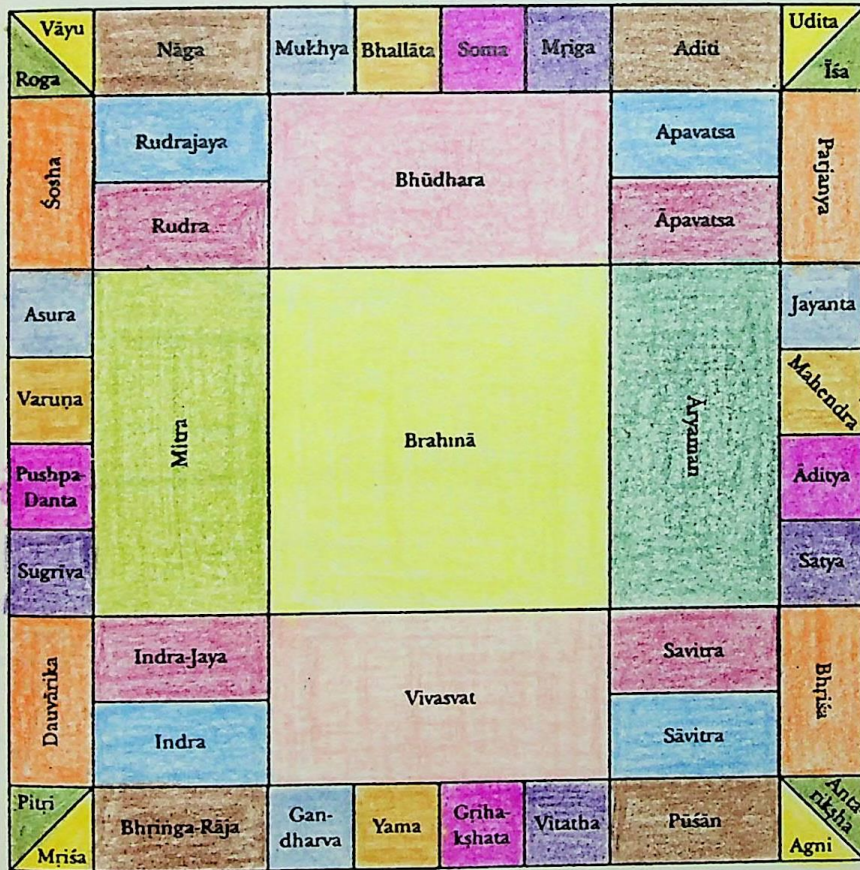 Vāyu
Roga
Nāga
Mukhya
Bhallāta
Soma
Mṛiga
Aditi
Udita
Īśa
Śosha
Rudrajaya
Rudra
Bhūdhara
Apavatsa
Āpavatsa
Parjanya
Asura
Varuṇa
Pushpa-
Danta
Sugrīva
Mitra
Brahmā
Āryaman
Jayanta
Mahendra
Āditya
Satya
Dauvārika
Indra-Jaya
Indra
Vivasvat
Savitra
Sāvitra
Bhṛiśa
Pitṛi
Mṛiśa
Bhṛinga-Rāja
Gan-
dharva
Yama
Gṛiha-
kshata
Vitatha
Pūśān
Anta-
riksha
Agni